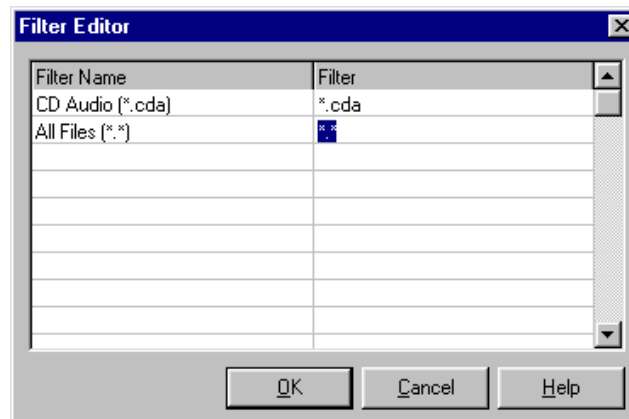 Filter Editor
Filter Name Filter
CD Audio (*.cda) *.cda
All Files (*.*) *.*
OK Cancel Help